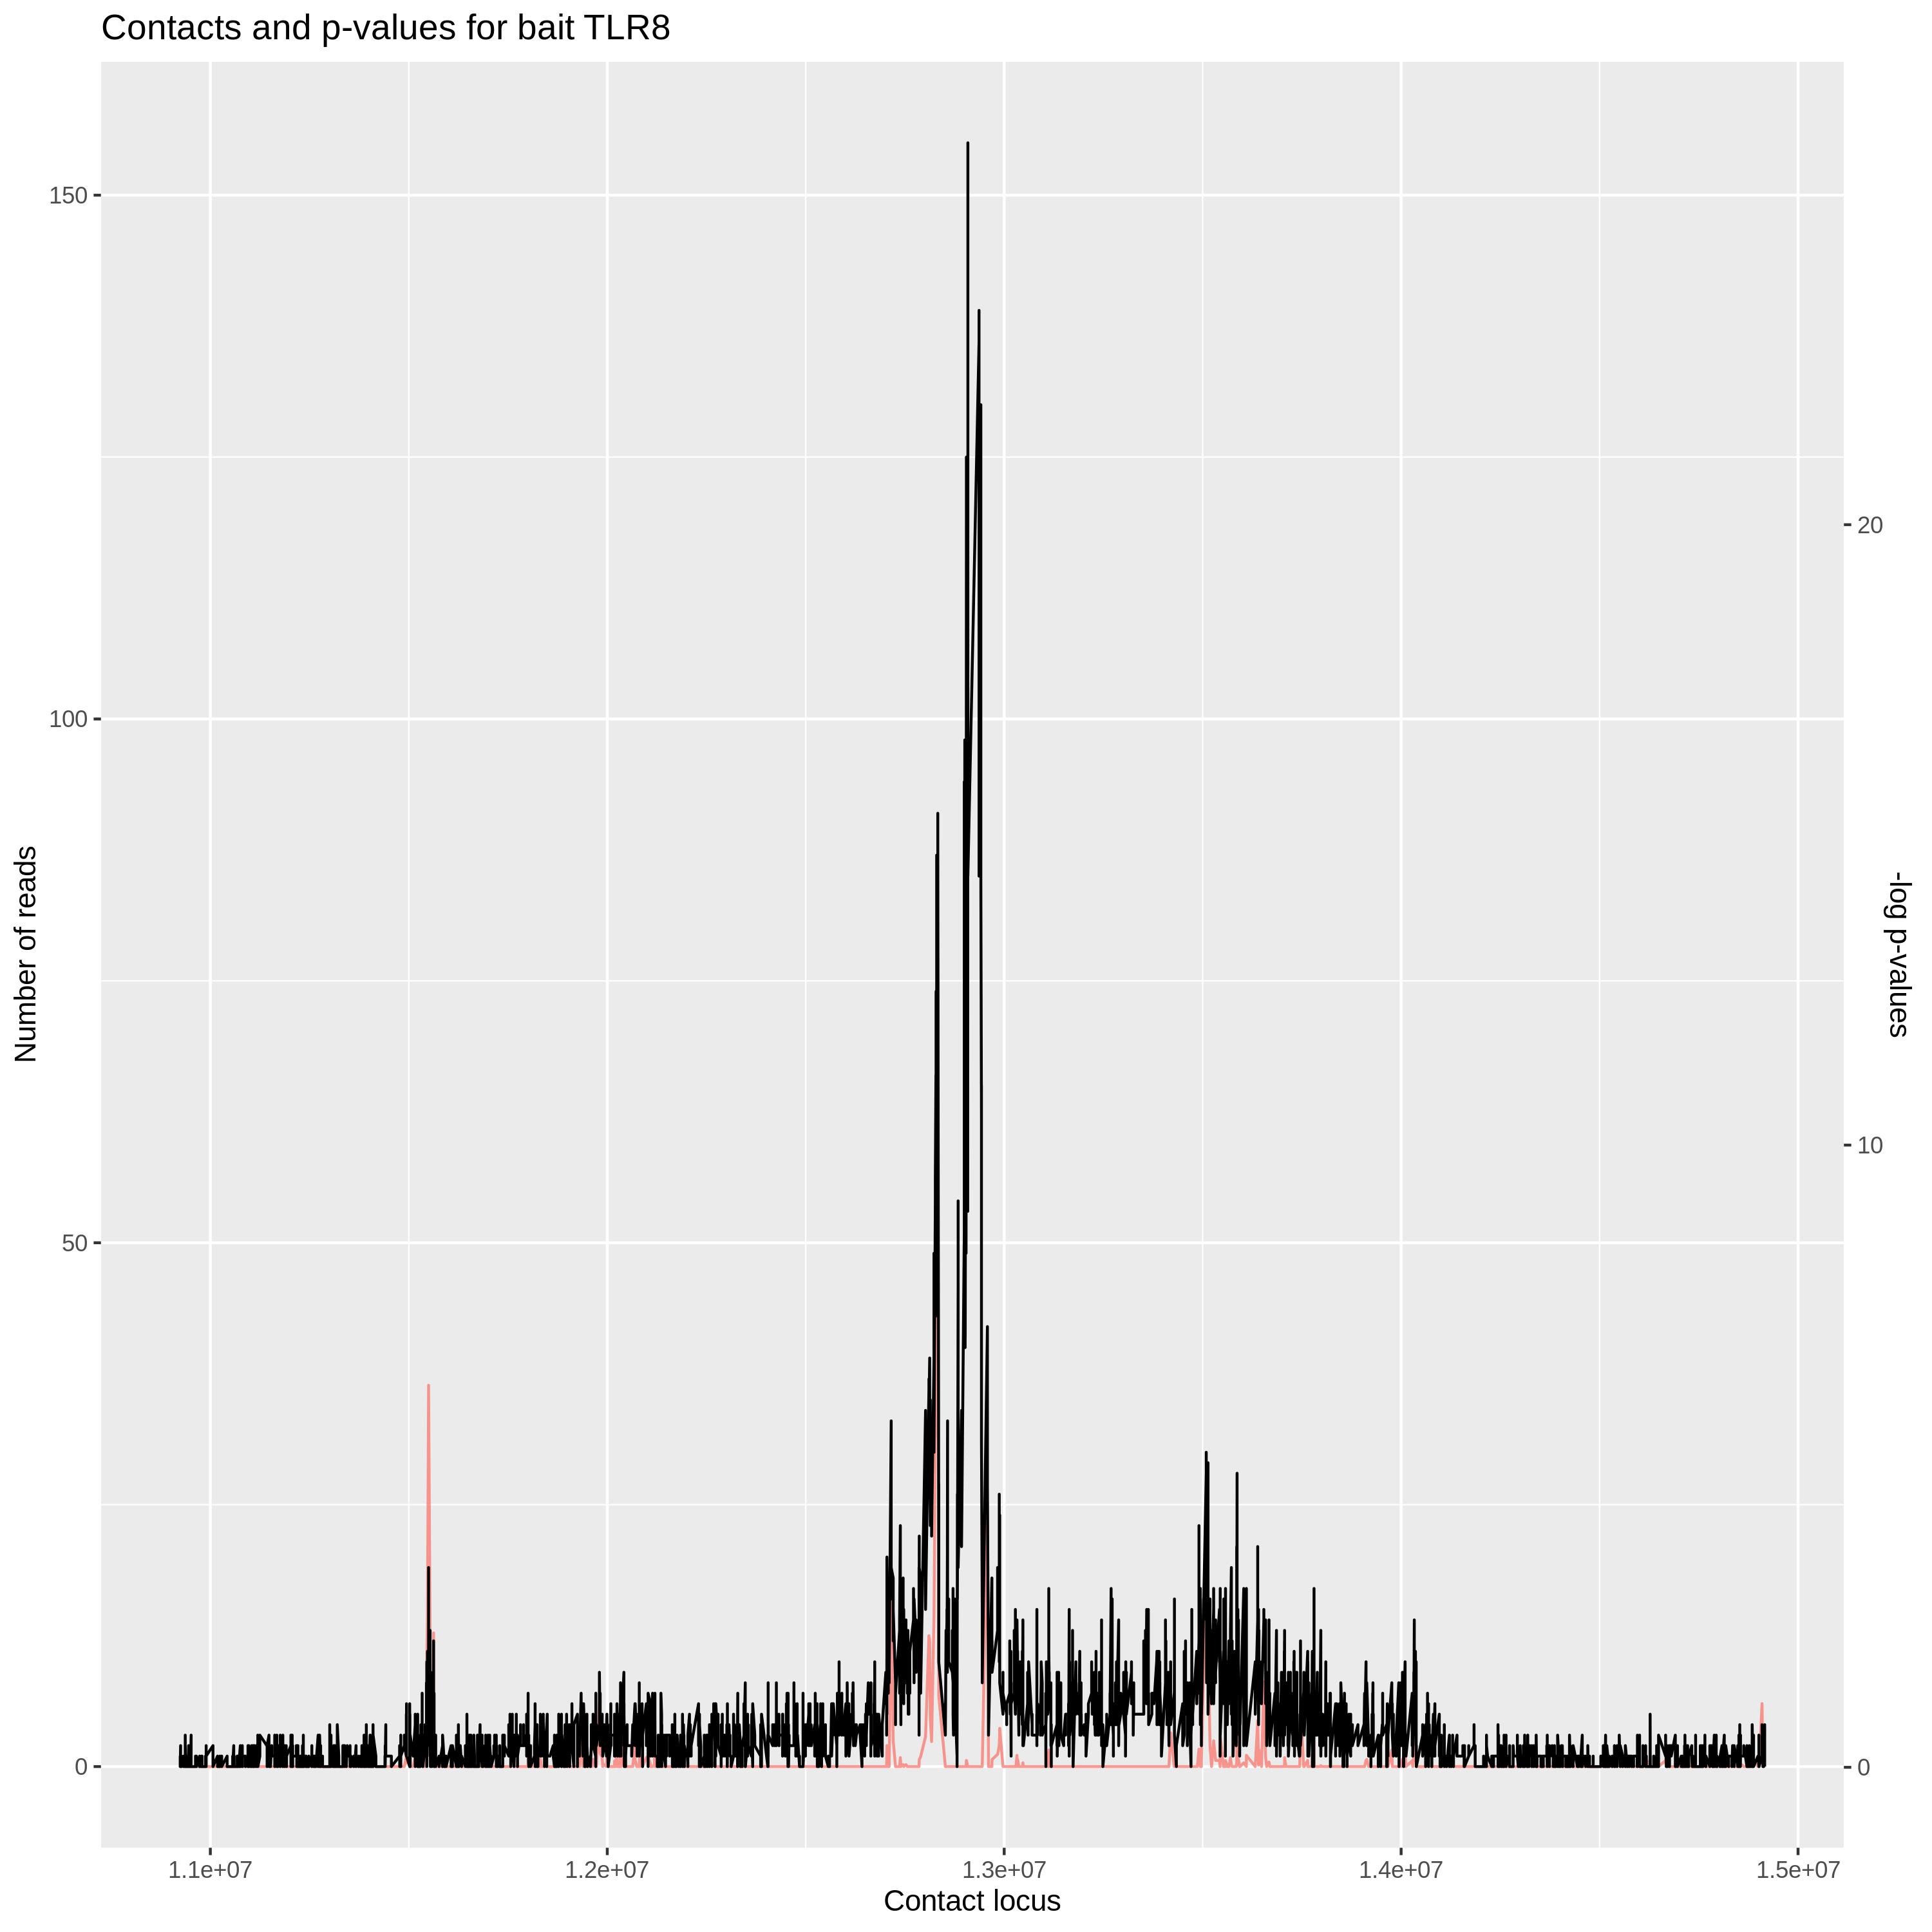 Contacts and p-values for bait TLR8
150
100
50
0
Number of reads
20
10
0
-log p-values
1.1e+07 1.2e+07 1.3e+07 1.4e+07 1.5e+07
Contact locus